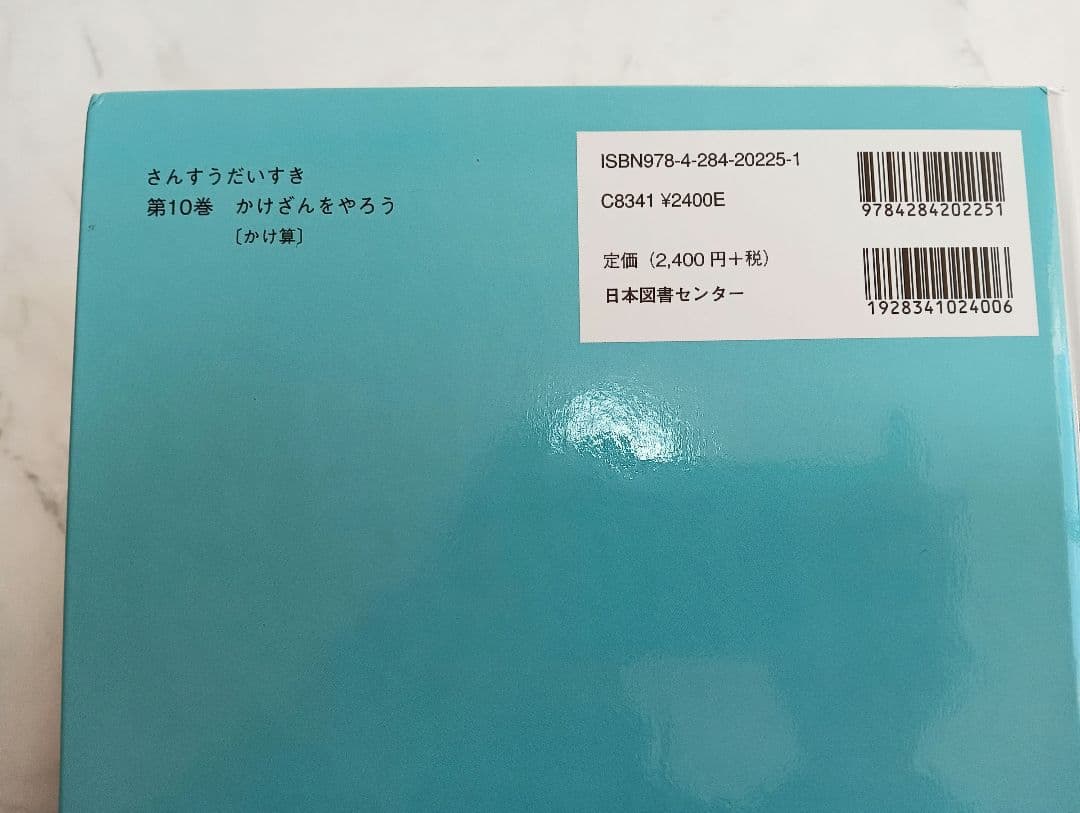 さんすうだいすき
第10巻　かけざんをやろう
〔かけ算〕
ISBN978-4-284-20225-1
C8341 ¥2400E
定価（2,400円＋税）
日本図書センター
9784284202251
1928341024006